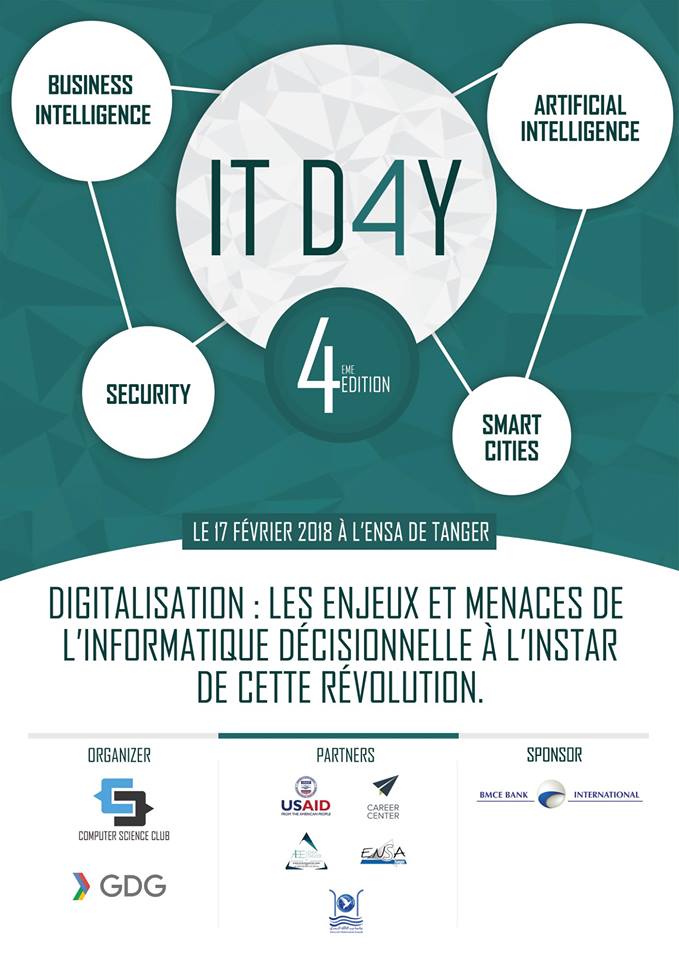 BUSINESS
INTELLIGENCE
ARTIFICIAL
INTELLIGENCE
IT D4Y
4 EME
EDITION
SECURITY
SMART
CITIES
LE 17 FÉVRIER 2018 À L'ENSA DE TANGER
DIGITALISATION : LES ENJEUX ET MENACES DE
L'INFORMATIQUE DÉCISIONNELLE À L'INSTAR
DE CETTE RÉVOLUTION.
ORGANIZER
PARTNERS
SPONSOR
COMPUTER SCIENCE CLUB
GDG
USAID
FROM THE AMERICAN PEOPLE
CAREER
CENTER
AEE
ENSA
Tanger
BMCE BANK INTERNATIONAL